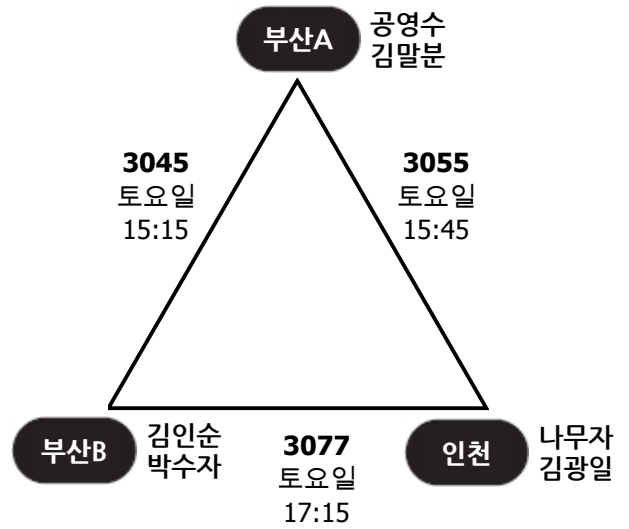 부산A
공영수
김말분
3045
토요일
15:15
3055
토요일
15:45
부산B
김인순
박수자
3077
토요일
17:15
인천
나무자
김광일